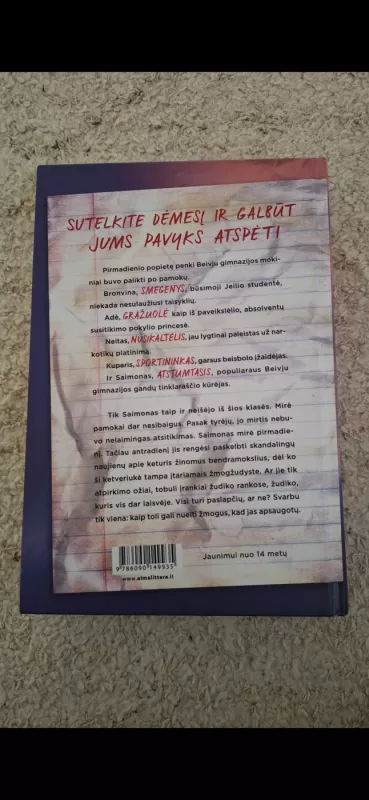 SUTELKITE DĖMESĮ IR GALBŪT
JUMS PAVYKS ATSPĖTI
Pirmadienio popietę penki Beivju gimnazijos moki-
niai buvo palikti po pamokų.
Bronvina, SMEGENYS, būsimoji Jeilio studentė,
niekada nesulaužiusi taisyklių.
Adė, GRAŽUOLĖ kaip iš paveikslėlio, absolventų
susitikimo pokylio princesė.
Neitas, NUSIKALTĖLIS, jau lygtinai paleistas už nar-
kotikų platinimą.
Kuperis, SPORTININKAS, garsus beisbolo žaidėjas.
Ir Saimonas, ATSTUMTASIS, populiaraus Beivju
gimnazijos gandų tinklaraščio kūrėjas.
Tik Saimonas taip ir neišėjo iš šios klasės. Mirė
pamokai dar nesibaigus. Pasak tyrėjų, jo mirtis nebu-
vo nelaimingas atsitikimas. Saimonas mirė pirmadie-
nį. Tačiau antradienį jis rengėsi paskelbti skandalingų
naujienų apie keturis žinomus bendramokslius, dėl ko
ši ketveriukė tampa įtariamais žmogžudyste. Ar jie tik
atpirkimo ožiai, tobuli įrankiai žudiko rankose, žudiko,
kuris vis dar laisvėje. Visi turi paslapčių, ar ne? Svarbu
tik viena: kaip toli gali nueiti žmogus, kad jas apsaugotų.
9 786090 149935
www.almalittera.lt
Jaunimui nuo 14 metų